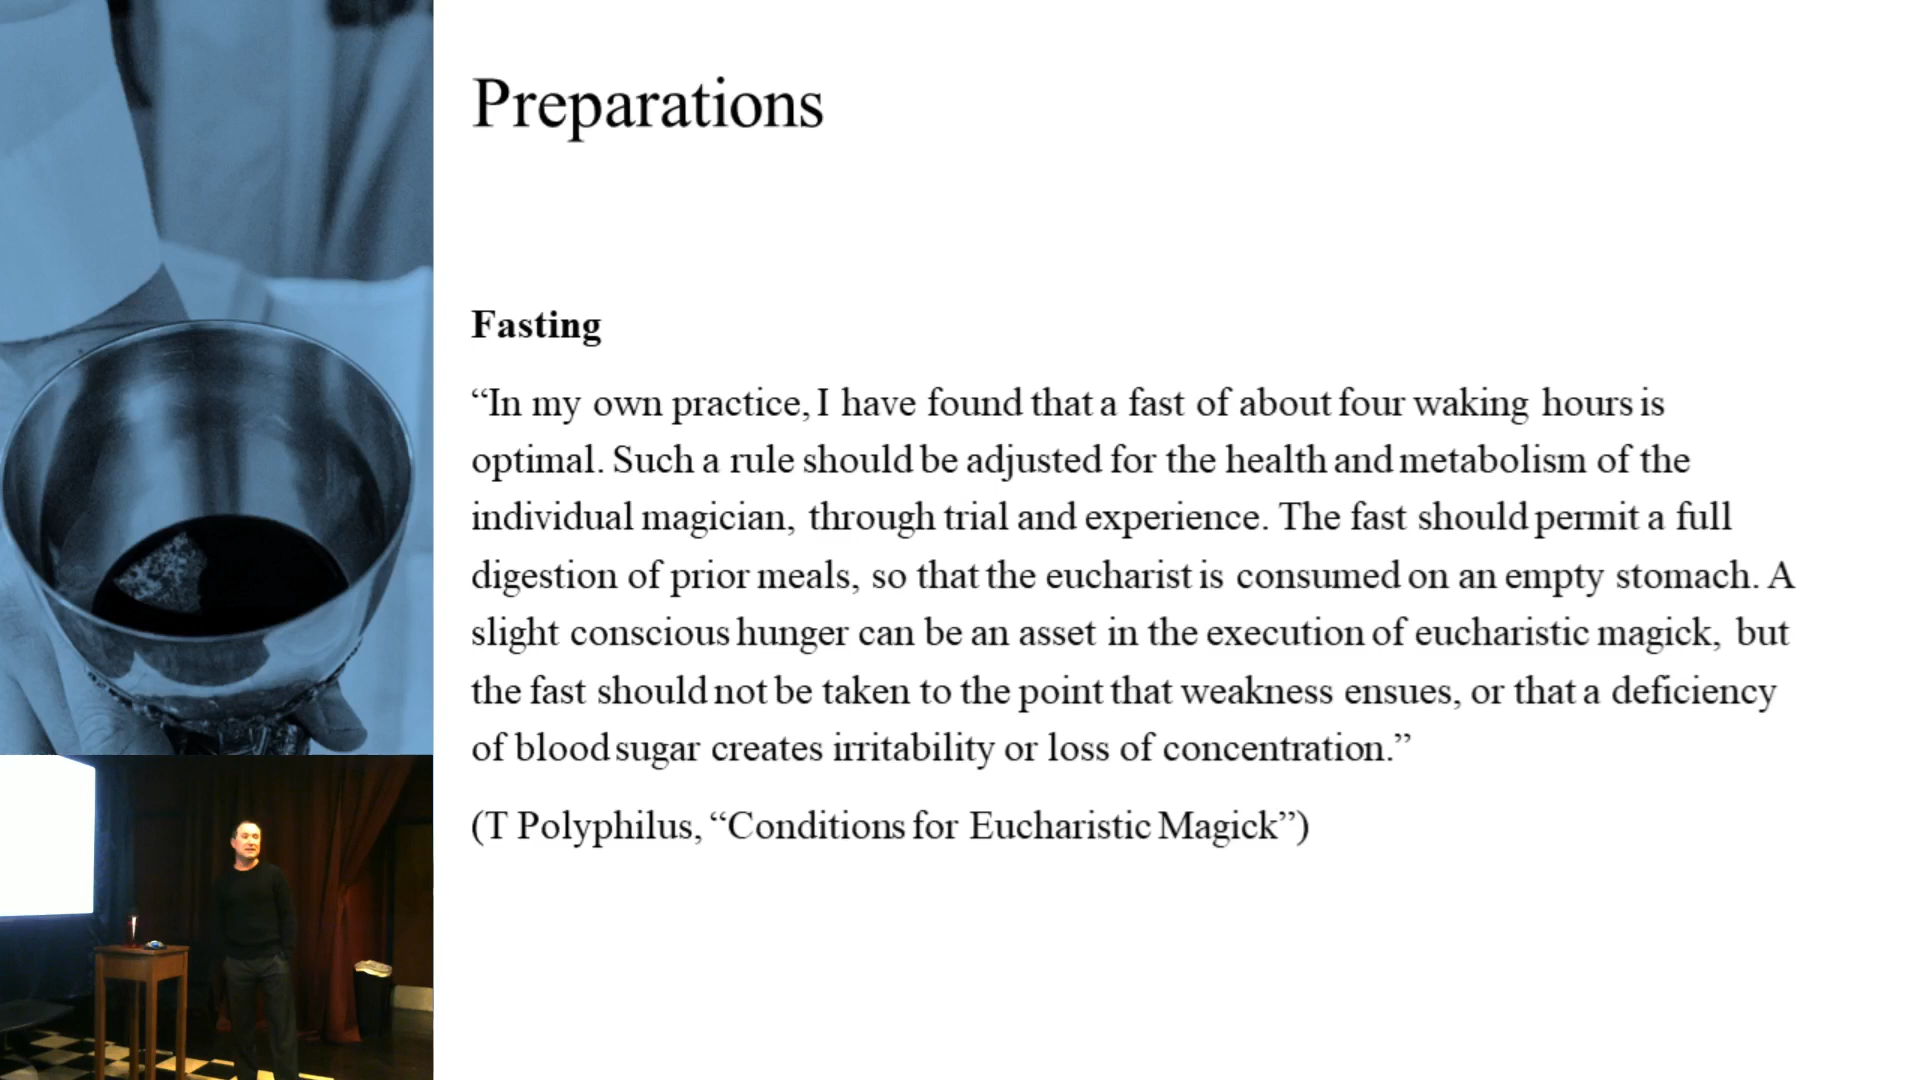 Preparations
Fasting
“In my own practice, I have found that a fast of about four waking hours is
optimal. Such a rule should be adjusted for the health and metabolism of the
individual magician, through trial and experience. The fast should permit a full
digestion of prior meals, so that the eucharist is consumed on an empty stomach. A
slight conscious hunger can be an asset in the execution of eucharistic magick, but
the fast should not be taken to the point that weakness ensues, or that a deficiency
of blood sugar creates irritability or loss of concentration.”
(T Polyphilus, “Conditions for Eucharistic Magick”)